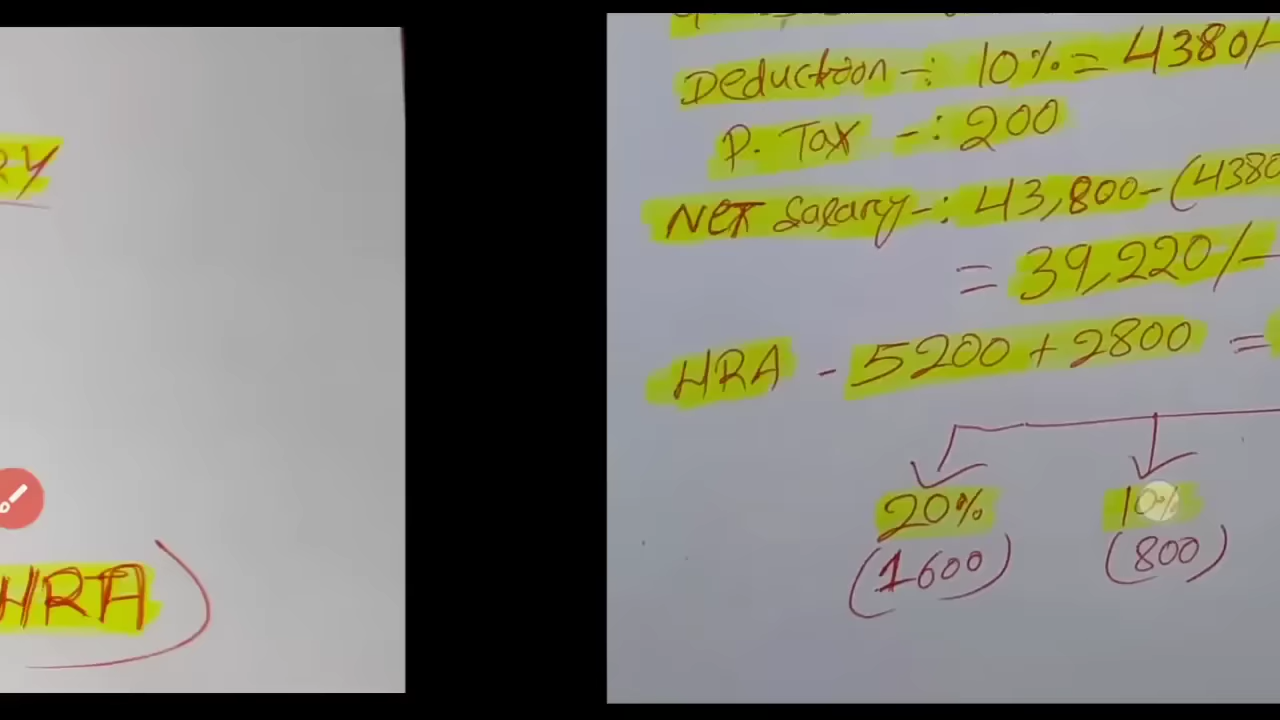 RY
HRA)
Deduction -: 10% = 4380/-
P. Tax -: 200
Net Salary -: 43,800 - (4380
= 39,220/-
HRA - 5200 + 2800 =
20% 10%
(1600) (800)